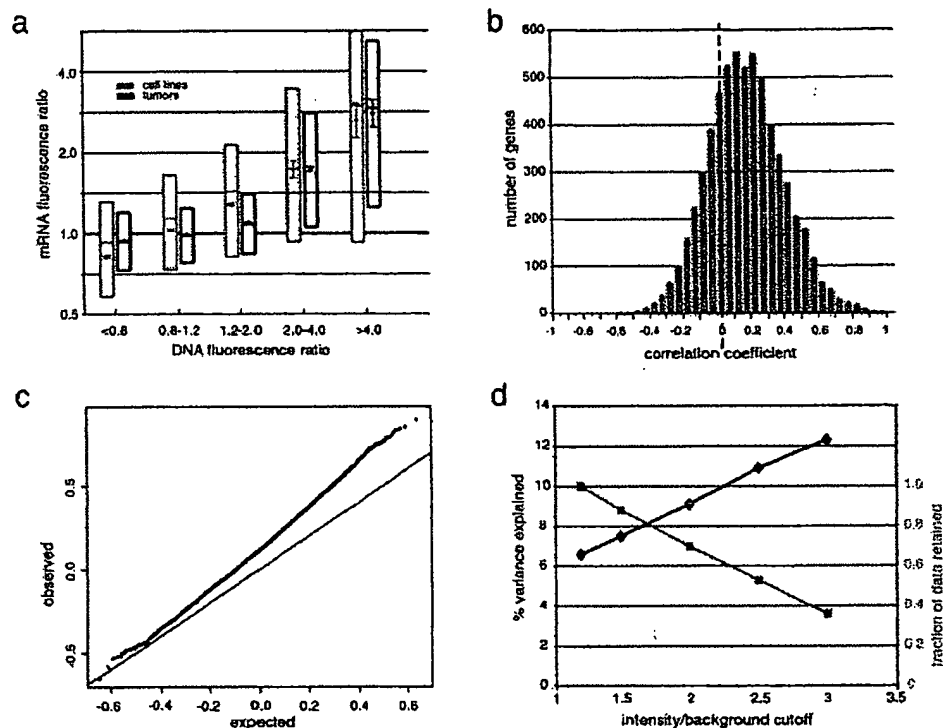 a
mRNA fluorescence ratio
4.0
2.0
1.0
0.5
cell lines
tumors
<0.8 0.8-1.2 1.2-2.0 2.0-4.0 >4.0
DNA fluorescence ratio
b
number of genes
600
500
400
300
200
100
0
-1 -0.8 -0.6 -0.4 -0.2 0 0.2 0.4 0.6 0.8 1
correlation coefficient
c
observed
0.5
0.0
-0.5
-0.6 -0.4 -0.2 0.0 0.2 0.4 0.6
expected
d
% variance explained
14
12
10
8
6
4
2
0
1.0
0.8
0.6
0.4
0.2
0
fraction of data retained
1 1.5 2 2.5 3 3.5
intensity/background cutoff